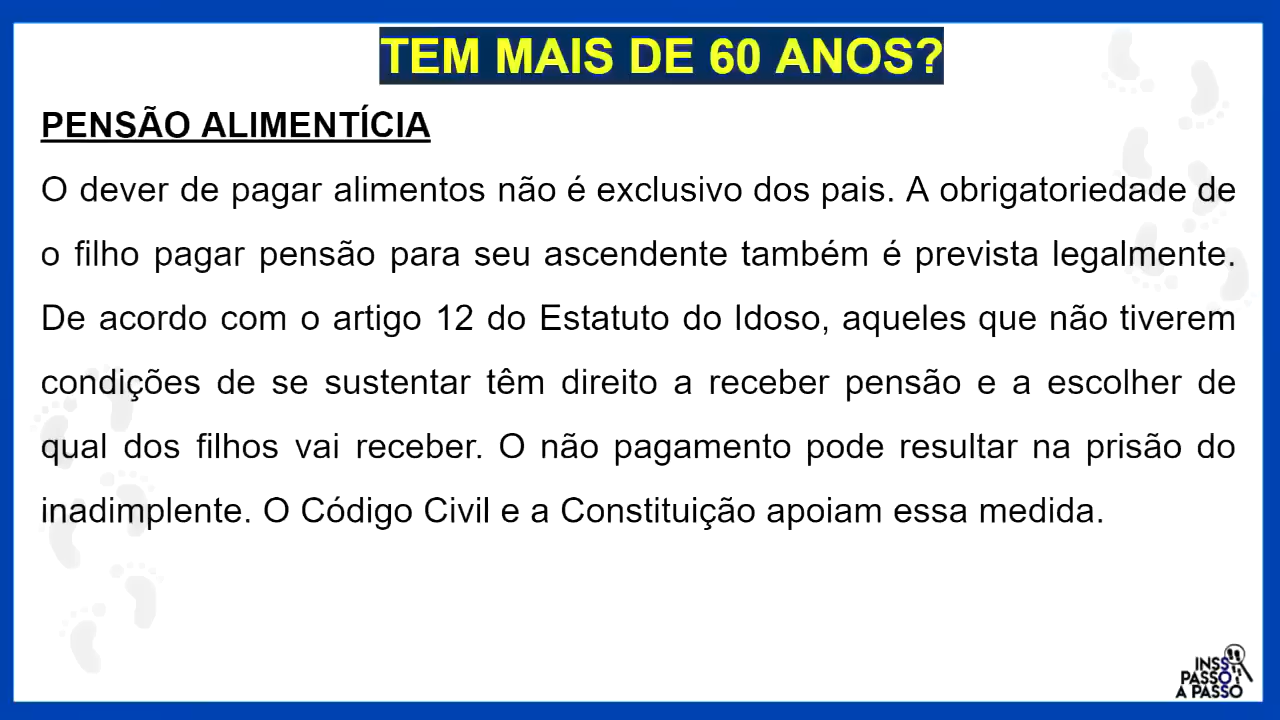 TEM MAIS DE 60 ANOS?
PENSÃO ALIMENTÍCIA
O dever de pagar alimentos não é exclusivo dos pais. A obrigatoriedade de
o filho pagar pensão para seu ascendente também é prevista legalmente.
De acordo com o artigo 12 do Estatuto do Idoso, aqueles que não tiverem
condições de se sustentar têm direito a receber pensão e a escolher de
qual dos filhos vai receber. O não pagamento pode resultar na prisão do
inadimplente. O Código Civil e a Constituição apoiam essa medida.
INSS
PASSO
A PASSO